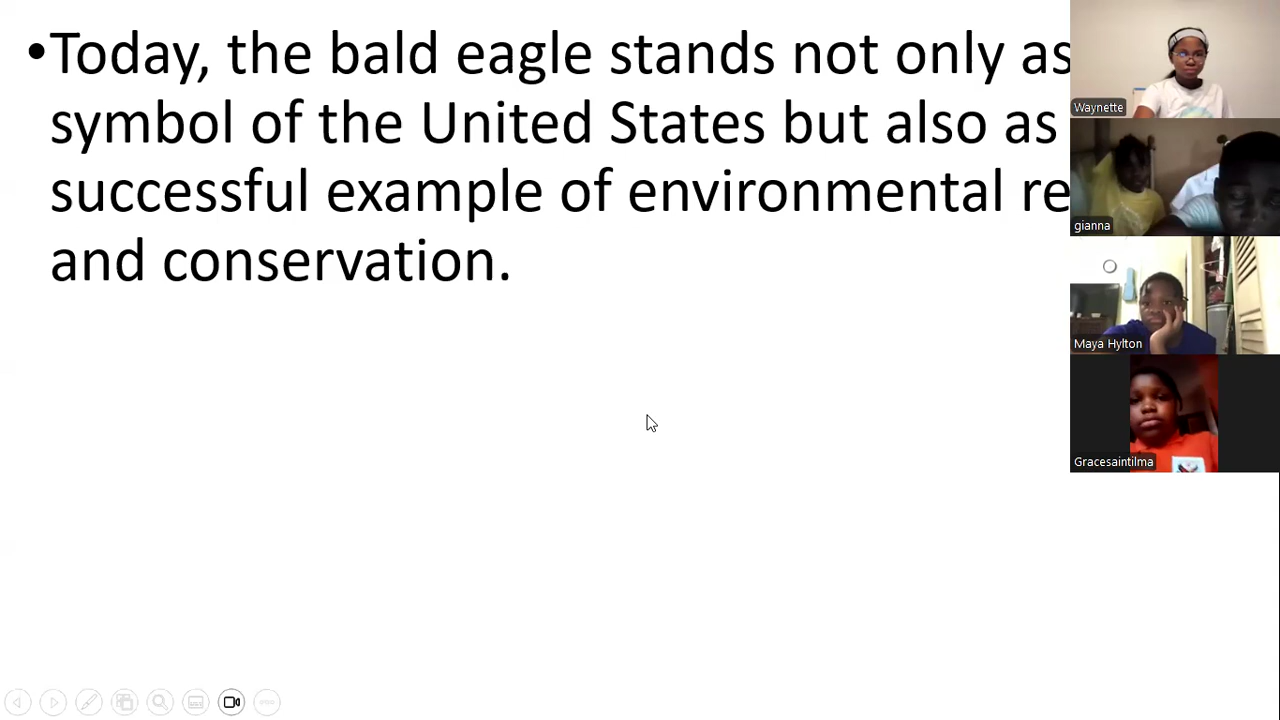 •Today, the bald eagle stands not only as
symbol of the United States but also as
successful example of environmental re
and conservation.
Waynette
gianna
Maya Hylton
Gracesaintilma